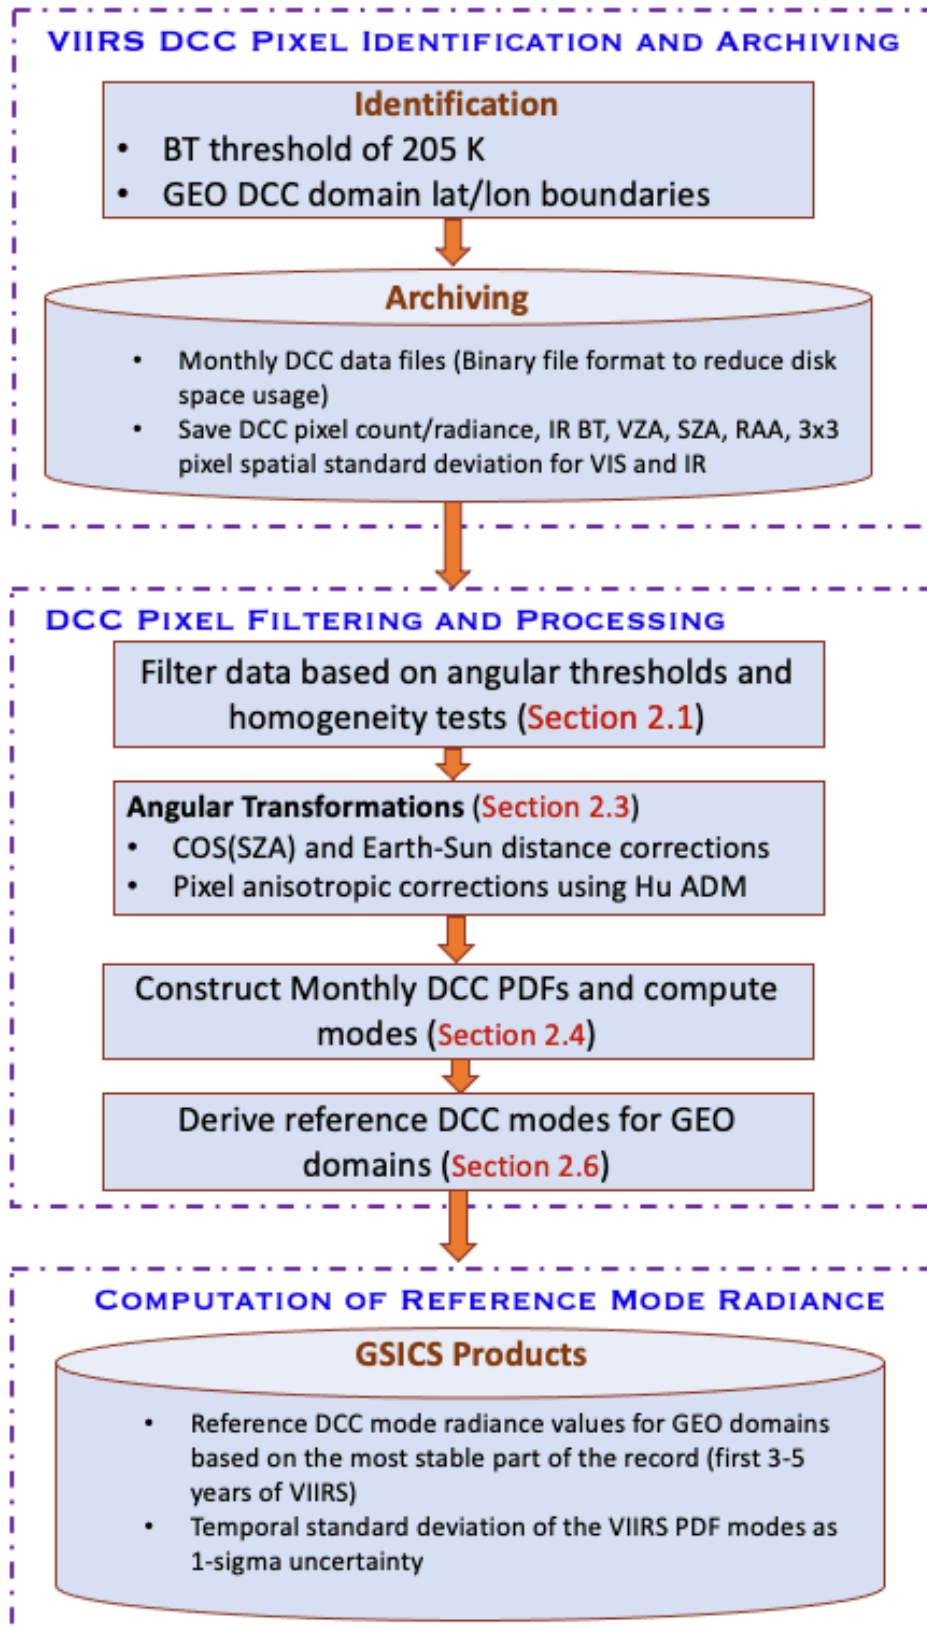 VIIRS DCC Pixel Identification and Archiving
Identification
• BT threshold of 205 K
• GEO DCC domain lat/lon boundaries
Archiving
• Monthly DCC data files (Binary file format to reduce disk
space usage)
• Save DCC pixel count/radiance, IR BT, VZA, SZA, RAA, 3x3
pixel spatial standard deviation for VIS and IR
DCC Pixel Filtering and Processing
Filter data based on angular thresholds and
homogeneity tests (Section 2.1)
Angular Transformations (Section 2.3)
• COS(SZA) and Earth-Sun distance corrections
• Pixel anisotropic corrections using Hu ADM
Construct Monthly DCC PDFs and compute
modes (Section 2.4)
Derive reference DCC modes for GEO
domains (Section 2.6)
Computation of Reference Mode Radiance
GSICS Products
• Reference DCC mode radiance values for GEO domains
based on the most stable part of the record (first 3-5
years of VIIRS)
• Temporal standard deviation of the VIIRS PDF modes as
1-sigma uncertainty